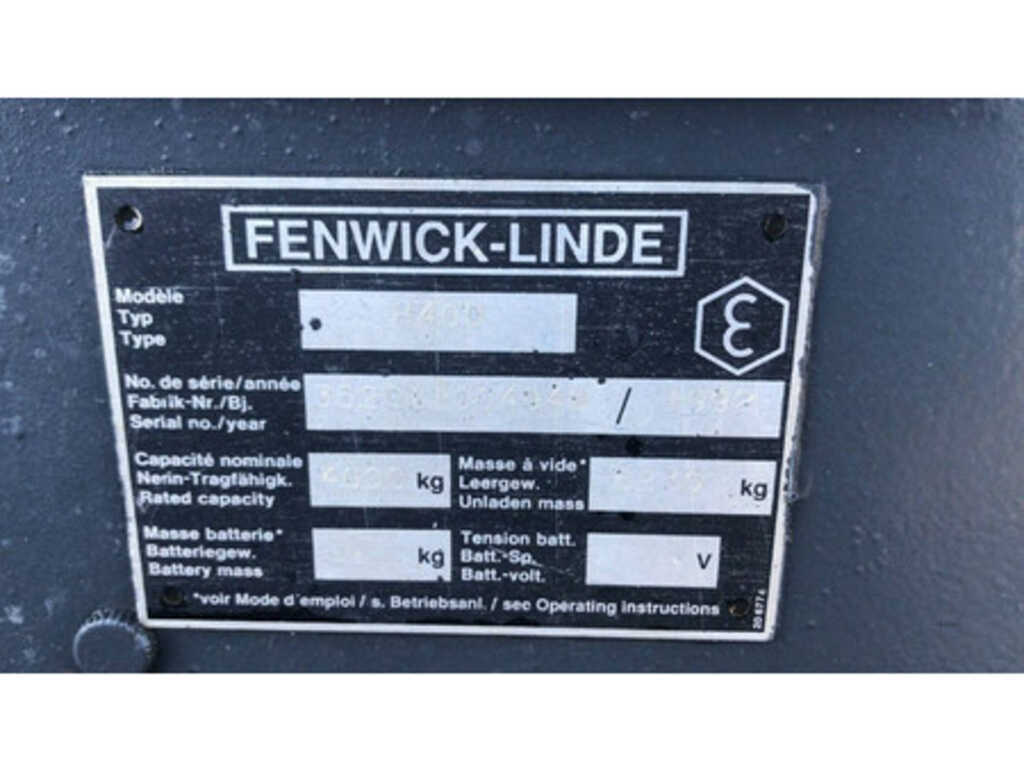 FENWICK-LINDE
Modèle
Typ
Type
H40D
No. de série/année
Fabrik-Nr./Bj.
Serial no./year
/
Capacité nominale
Nenn-Tragfähigk.
Rated capacity
4000 kg
Masse à vide*
Leergew.
Unladen mass
kg
Masse batterie*
Batteriegew.
Battery mass
kg
Tension batt.
Batt.-Sp.
Batt.-volt.
V
*voir Mode d'emploi / s. Betriebsanl. / see Operating instructions